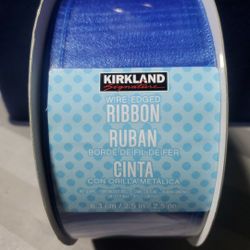 KIRKLAND
Signature
WIRE-EDGED
RIBBON
RUBAN
BORDÉ DE FIL DE FER
CINTA
CON ORILLA METÁLICA